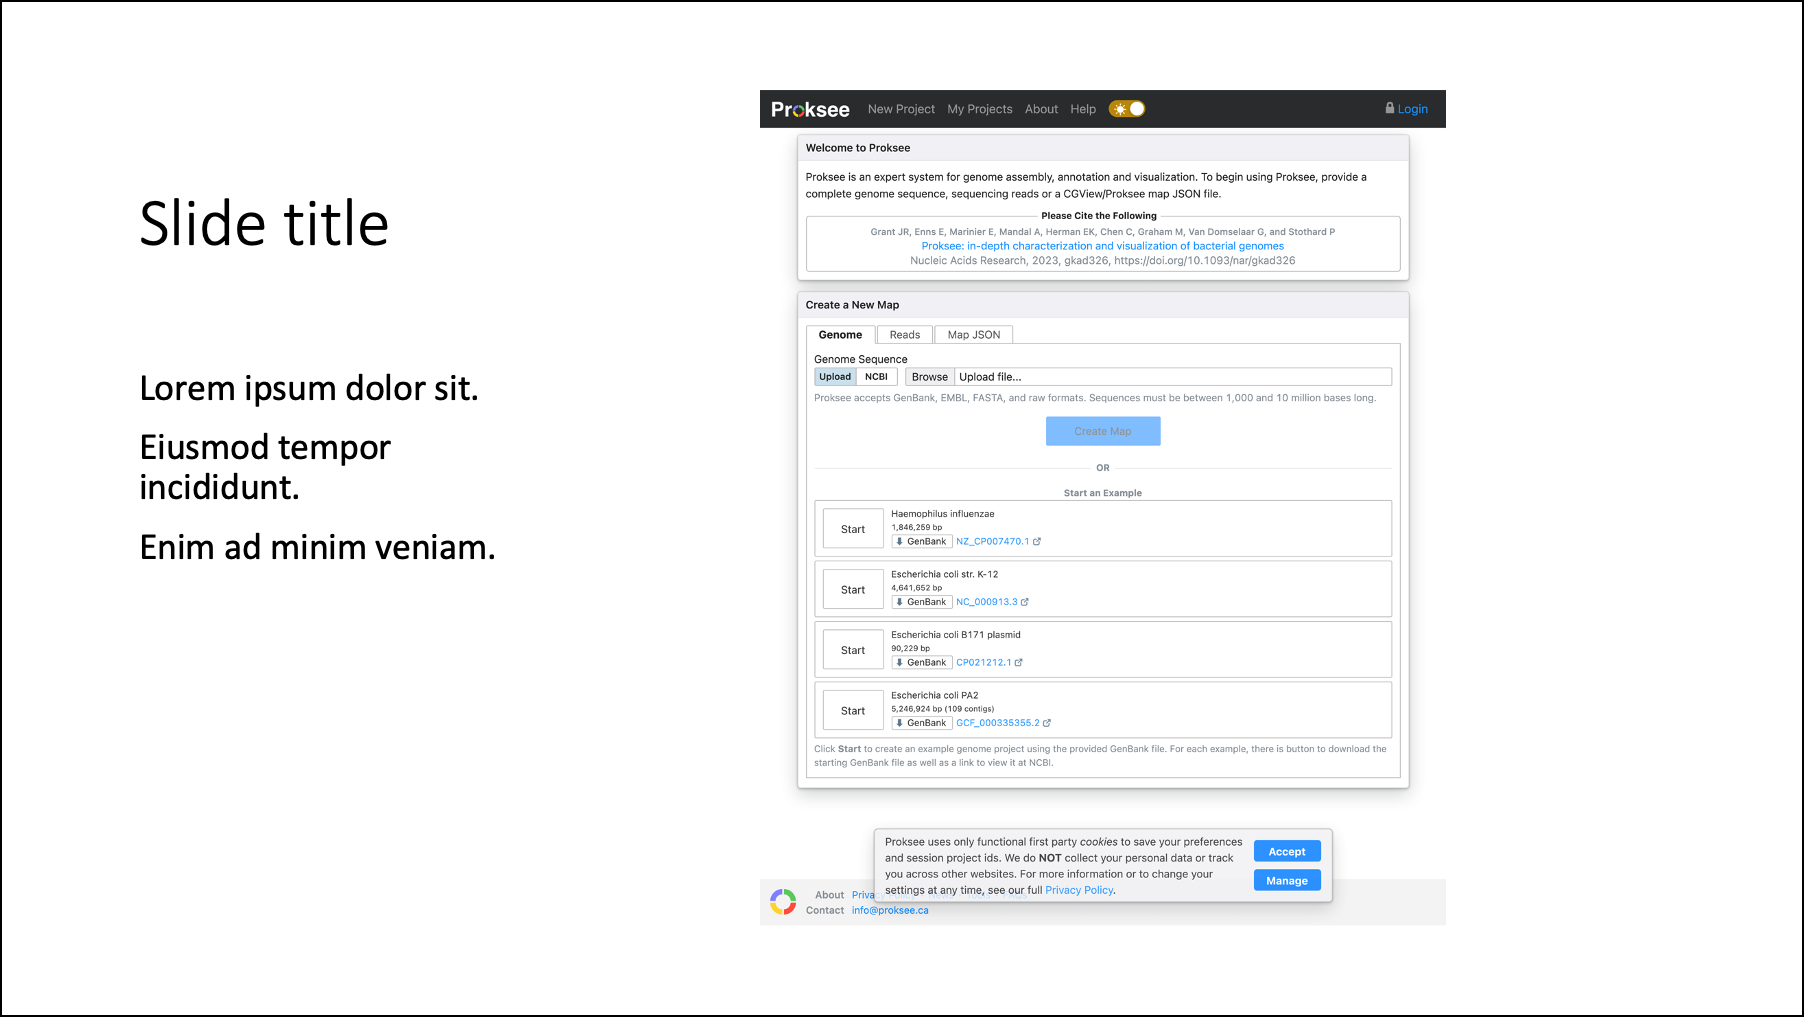 Slide title
Lorem ipsum dolor sit.
Eiusmod tempor
incididunt.
Enim ad minim veniam.
Proksee New Project My Projects About Help Login
Welcome to Proksee
Proksee is an expert system for genome assembly, annotation and visualization. To begin using Proksee, provide a
complete genome sequence, sequencing reads or a CGView/Proksee map JSON file.
Please Cite the Following
Grant JR, Enns E, Marinier E, Mandal A, Herman EK, Chen C, Graham M, Van Domselaar G, and Stothard P
Proksee: in-depth characterization and visualization of bacterial genomes
Nucleic Acids Research, 2023, gkad326, https://doi.org/10.1093/nar/gkad326
Create a New Map
Genome Reads Map JSON
Genome Sequence
Upload NCBI Browse Upload file...
Proksee accepts GenBank, EMBL, FASTA, and raw formats. Sequences must be between 1,000 and 10 million bases long.
Create Map
OR
Start an Example
Start
Haemophilus influenzae
1,846,259 bp
GenBank NZ_CP007470.1
Start
Escherichia coli str. K-12
4,641,652 bp
GenBank NC_000913.3
Start
Escherichia coli B171 plasmid
90,229 bp
GenBank CP021212.1
Start
Escherichia coli PA2
5,246,924 bp (109 contigs)
GenBank GCF_000335355.2
Click Start to create an example genome project using the provided GenBank file. For each example, there is button to download the
starting GenBank file as well as a link to view it at NCBI.
Proksee uses only functional first party cookies to save your preferences
and session project ids. We do NOT collect your personal data or track
you across other websites. For more information or to change your
settings at any time, see our full Privacy Policy.
Accept
Manage
About
Contact info@proksee.ca